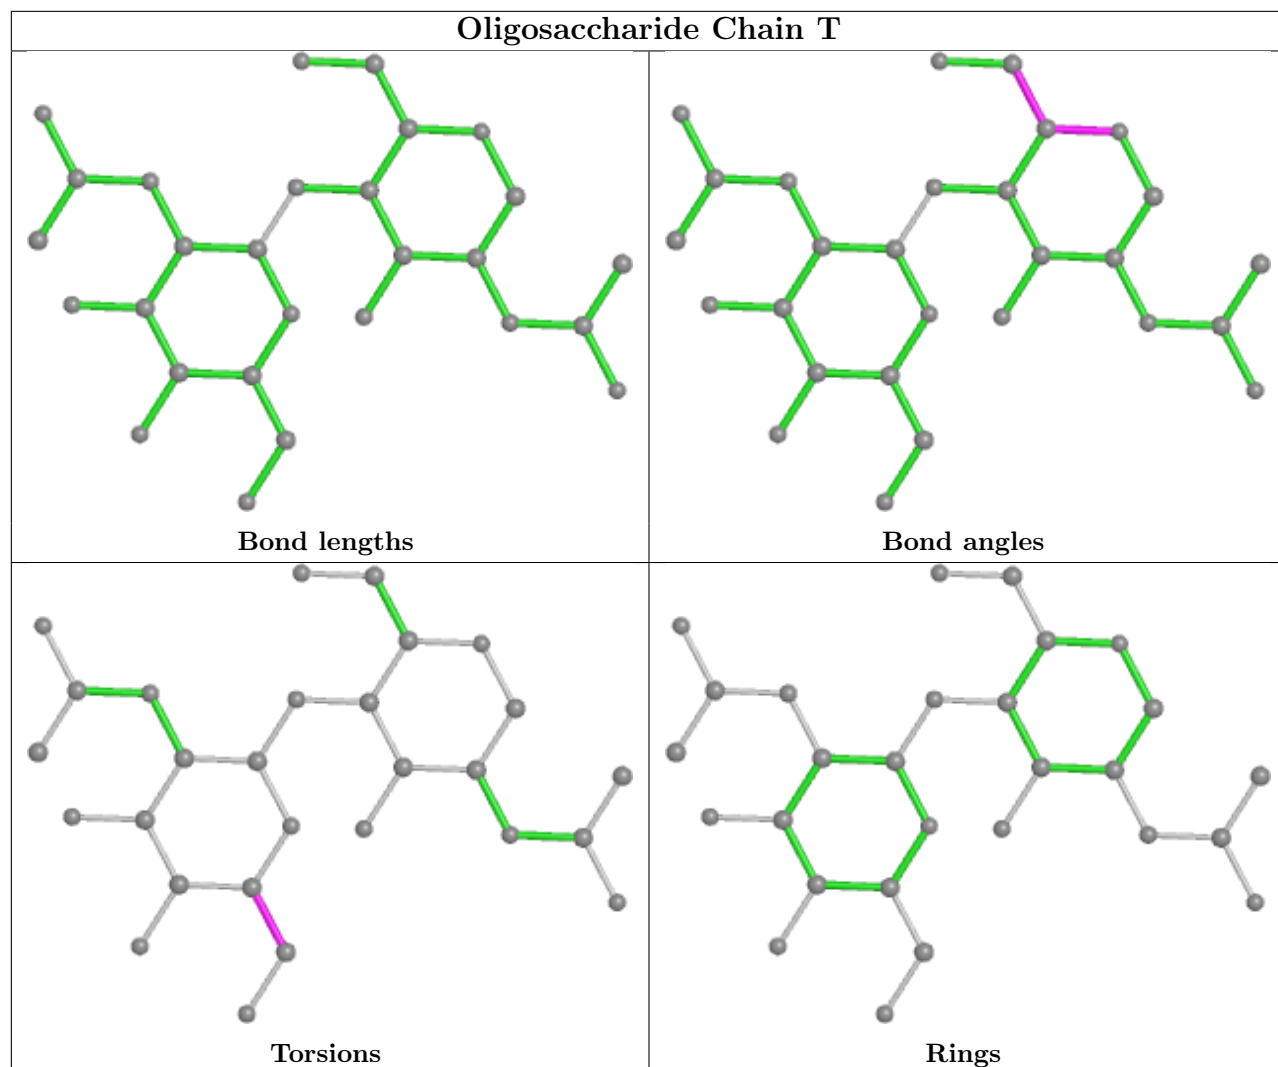 Oligosaccharide Chain T
Bond lengths
Bond angles
Torsions
Rings